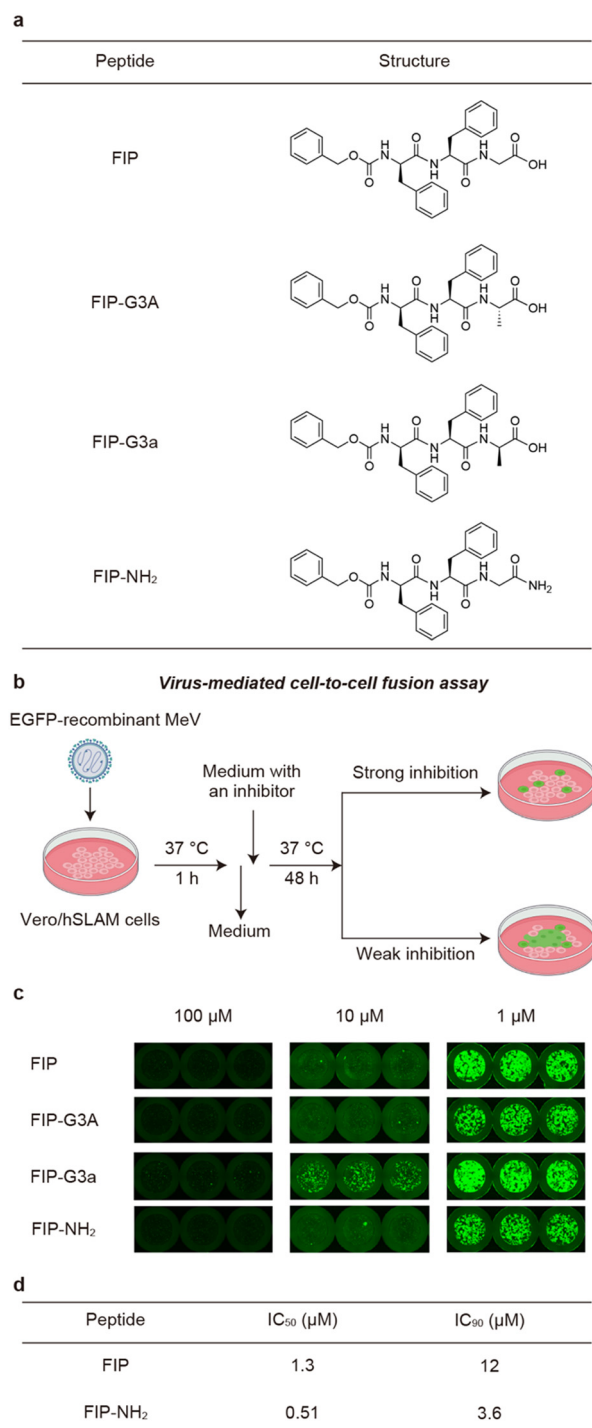 a
Peptide Structure
FIP
O N H O N H O H N O OH
FIP-G3A
O N H O N H O H N O OH
FIP-G3a
O N H O N H O H N O OH
FIP-NH₂
O N H O N H O H N O NH₂
b Virus-mediated cell-to-cell fusion assay
EGFP-recombinant MeV
Medium with
an inhibitor
Strong inhibition
37 °C 37 °C
1 h 48 h
Vero/hSLAM cells
Medium
Weak inhibition
c
100 µM 10 µM 1 µM
FIP
FIP-G3A
FIP-G3a
FIP-NH₂
d
Peptide IC₅₀ (µM) IC₉₀ (µM)
FIP 1.3 12
FIP-NH₂ 0.51 3.6